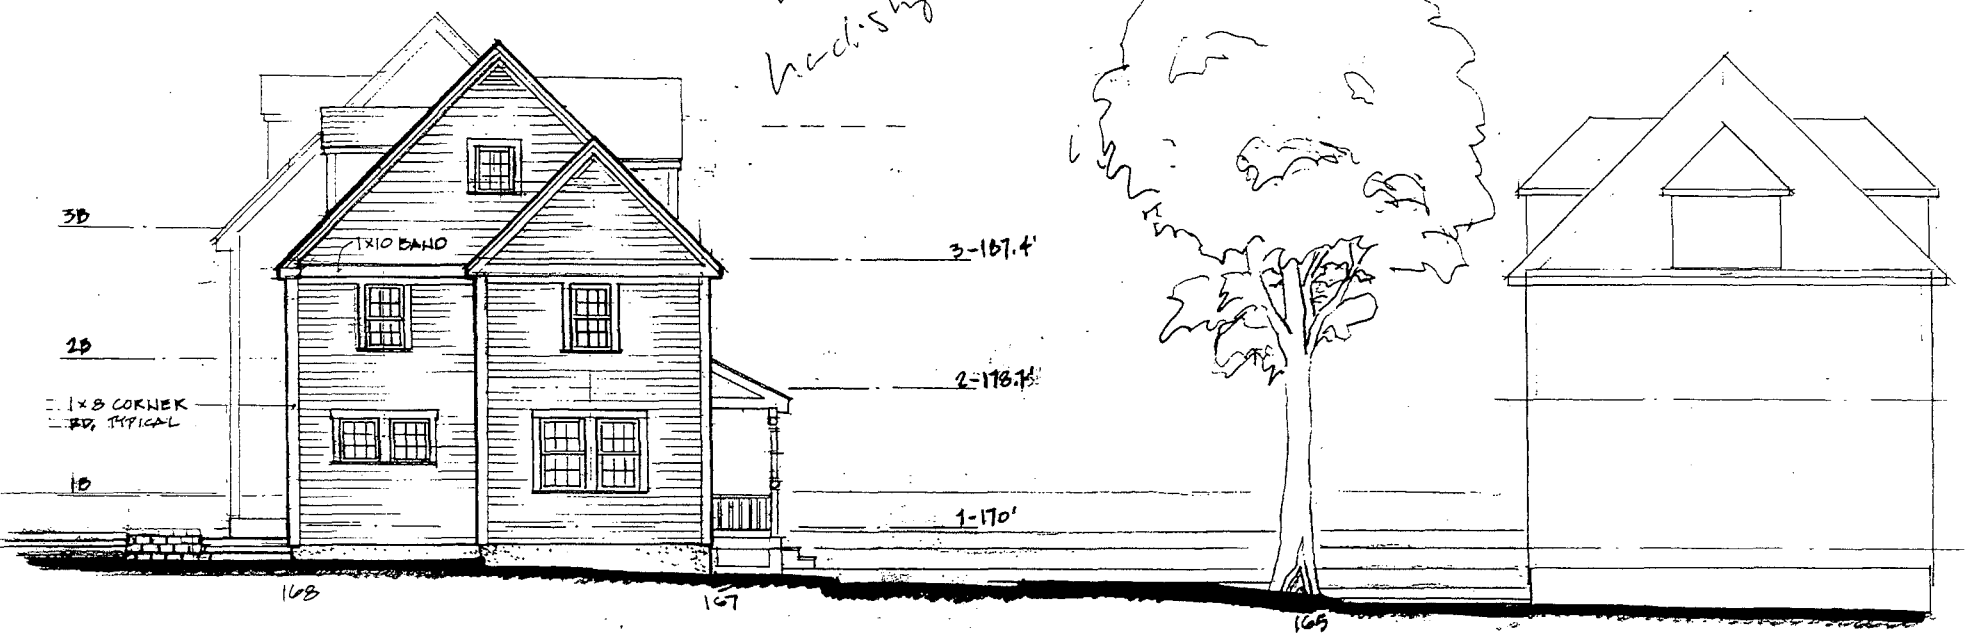 3B
1X10 BAND
3-187.4'
2B
2-178.7'
1X8 CORNER
BD, TYPICAL
1B
1-170'
168
167
165